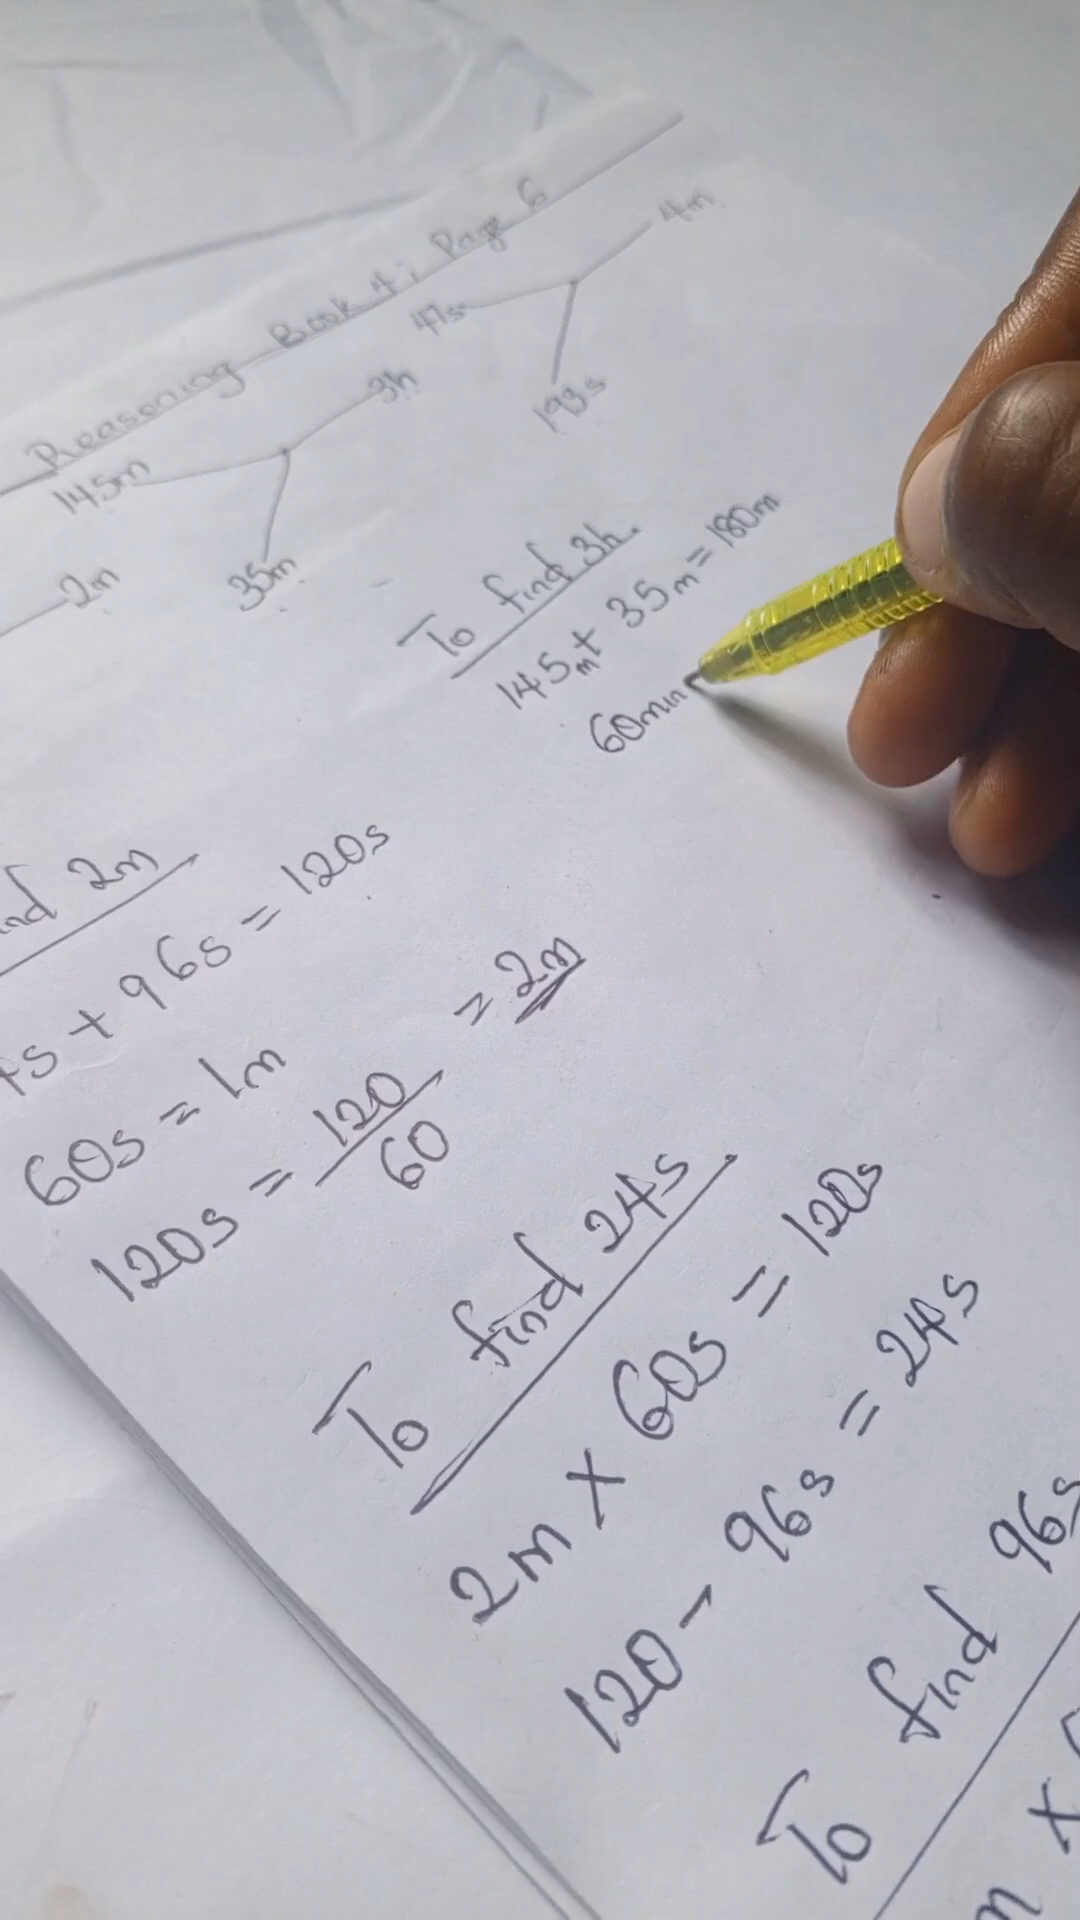 Reasoning Book 4; Page 6
145m 3h 35m
47s 4m 193s
2m
To find 3h
145m + 35m = 180m
60min
nd 2m
4s + 96s = 120s
60s = 1m
120s = 120/60 = 2m
To find 24s
2m × 60s = 120s
120 - 96s = 24s
To find 96s
m ×